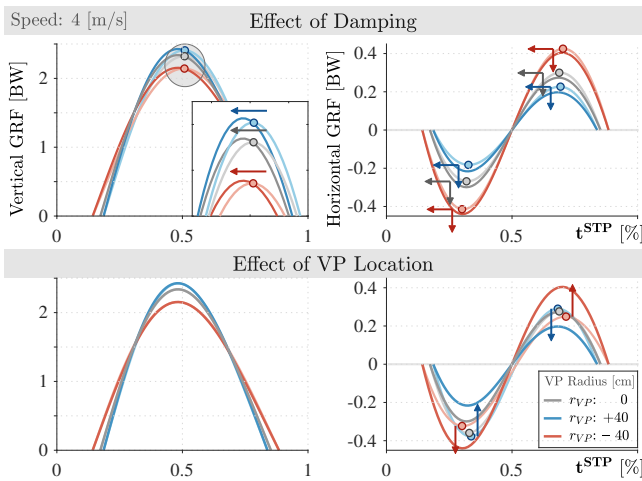 Speed: 4 [m/s]
Effect of Damping
Vertical GRF [BW]
2
1
0
0
0.5
1
Horizontal GRF [BW]
0.4
0.2
0
-0.2
-0.4
0
0.5
t^STP [%]
Effect of VP Location
2
1
0
0
0.5
1
0.4
0.2
0
-0.2
-0.4
0
0.5
t^STP [%]
VP Radius [cm]
r_VP: 0
r_VP: +40
r_VP: −40